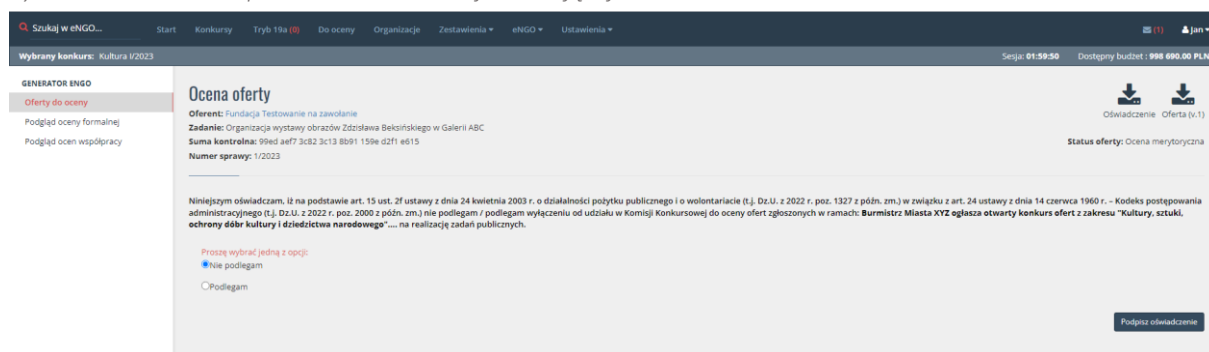 Szukaj w eNGO... Start Konkursy Tryb 19a (0) Do oceny Organizacje Zestawienia eNGO Ustawienia (1) Jan
Wybrany konkurs: Kultura I/2023 Sesja: 01:59:50 Dostępny budżet : 998 690.00 PLN
GENERATOR ENGO
Oferty do oceny
Podgląd oceny formalnej
Podgląd ocen współpracy
Ocena oferty
Oferent: Fundacja Testowanie na zawołanie
Zadanie: Organizacja wystawy obrazów Zdzisława Beksińskiego w Galerii ABC
Suma kontrolna: 99ed aef7 3c82 3c13 8b91 159e d2f1 e615
Numer sprawy: 1/2023
Oświadczenie Oferta (v.1)
Status oferty: Ocena merytoryczna
Niniejszym oświadczam, iż na podstawie art. 15 ust. 2f ustawy z dnia 24 kwietnia 2003 r. o działalności pożytku publicznego i o wolontariacie (t.j. Dz.U. z 2022 r. poz. 1327 z późn. zm.) w związku z art. 24 ustawy z dnia 14 czerwca 1960 r. – Kodeks postępowania
administracyjnego (t.j. Dz.U. z 2022 r. poz. 2000 z późn. zm.) nie podlegam / podlegam wyłączeniu od udziału w Komisji Konkursowej do oceny ofert zgłoszonych w ramach: Burmistrz Miasta XYZ ogłasza otwarty konkurs ofert z zakresu "Kultury, sztuki,
ochrony dóbr kultury i dziedzictwa narodowego".... na realizację zadań publicznych.
Proszę wybrać jedną z opcji:
Nie podlegam
Podlegam
Podpisz oświadczenie